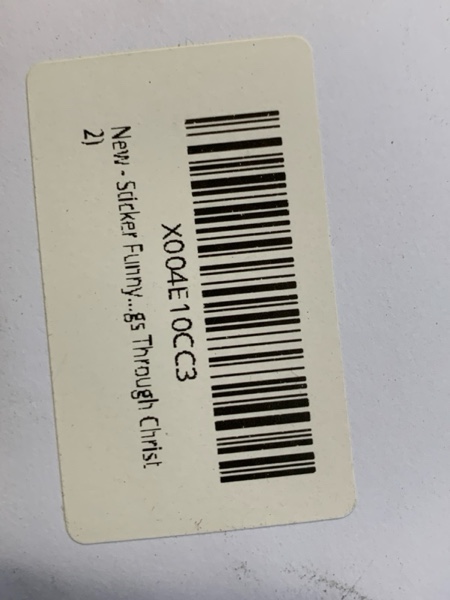 X004E10CC3
New - Sticker Funny...gs Through Christ
2)